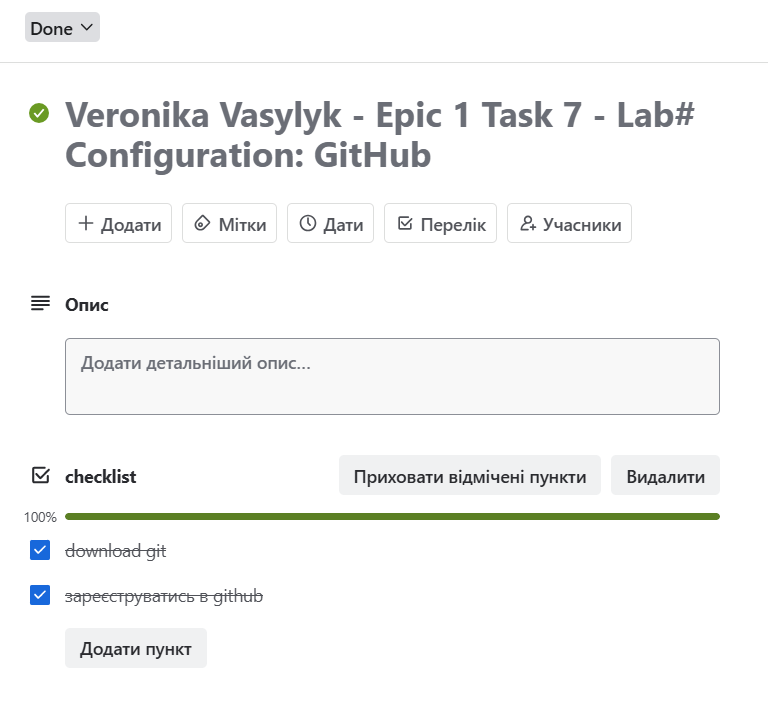 Done
Veronika Vasylyk - Epic 1 Task 7 - Lab#
Configuration: GitHub
Додати Мітки Дати Перелік Учасники
Опис
Додати детальніший опис...
checklist Приховати відмічені пункти Видалити
100%
download git
зареєструватись в github
Додати пункт